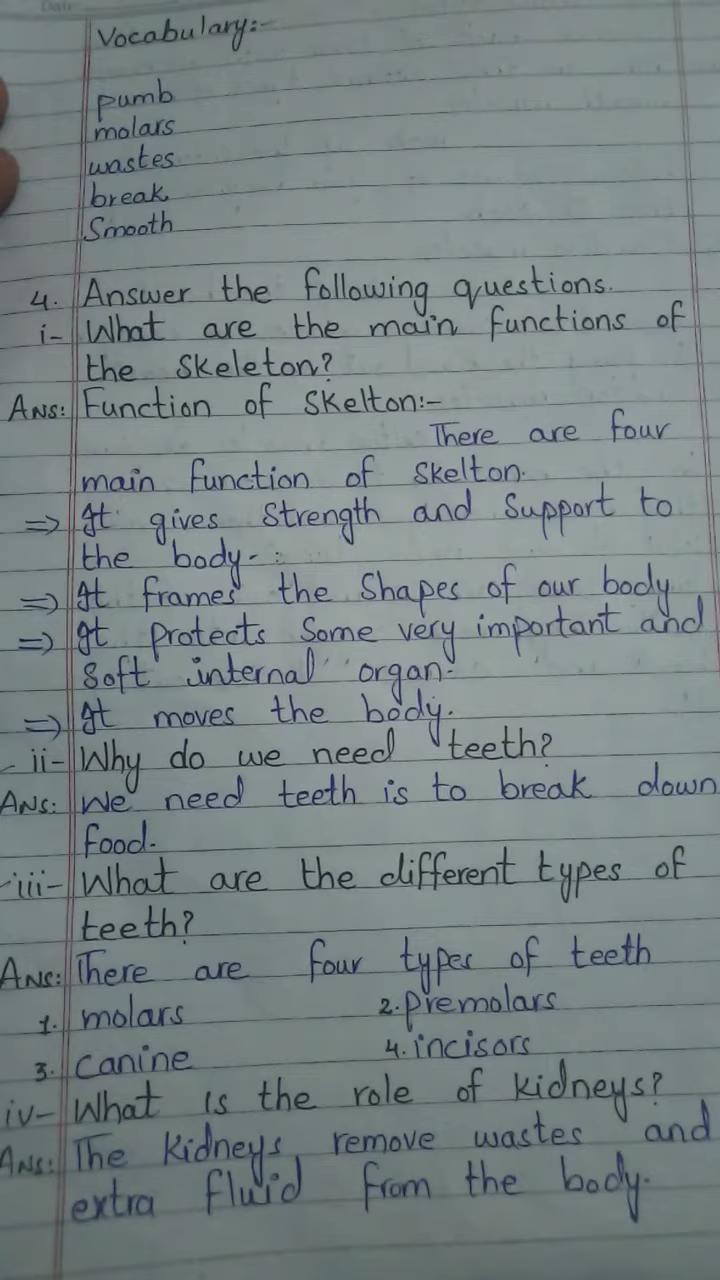 Vocabulary:-
pumb
molars
wastes
break
Smooth
4. Answer the following questions.
i- What are the main functions of
the skeleton?
Ans: Function of Skelton:-
There are four
main function of skelton.
=> It gives Strength and Support to
the body-
=> It frames the Shapes of our body
=> It protects Some very important and
Soft internal organ-
=> It moves the body.
ii- Why do we need teeth?
Ans: We need teeth is to break down
food-
iii- What are the different types of
teeth?
Ans: There are four types of teeth
1. molars 2. premolars
3. canine 4. incisors
iv- What is the role of kidneys?
Ans: The kidneys remove wastes and
extra fluid from the body.